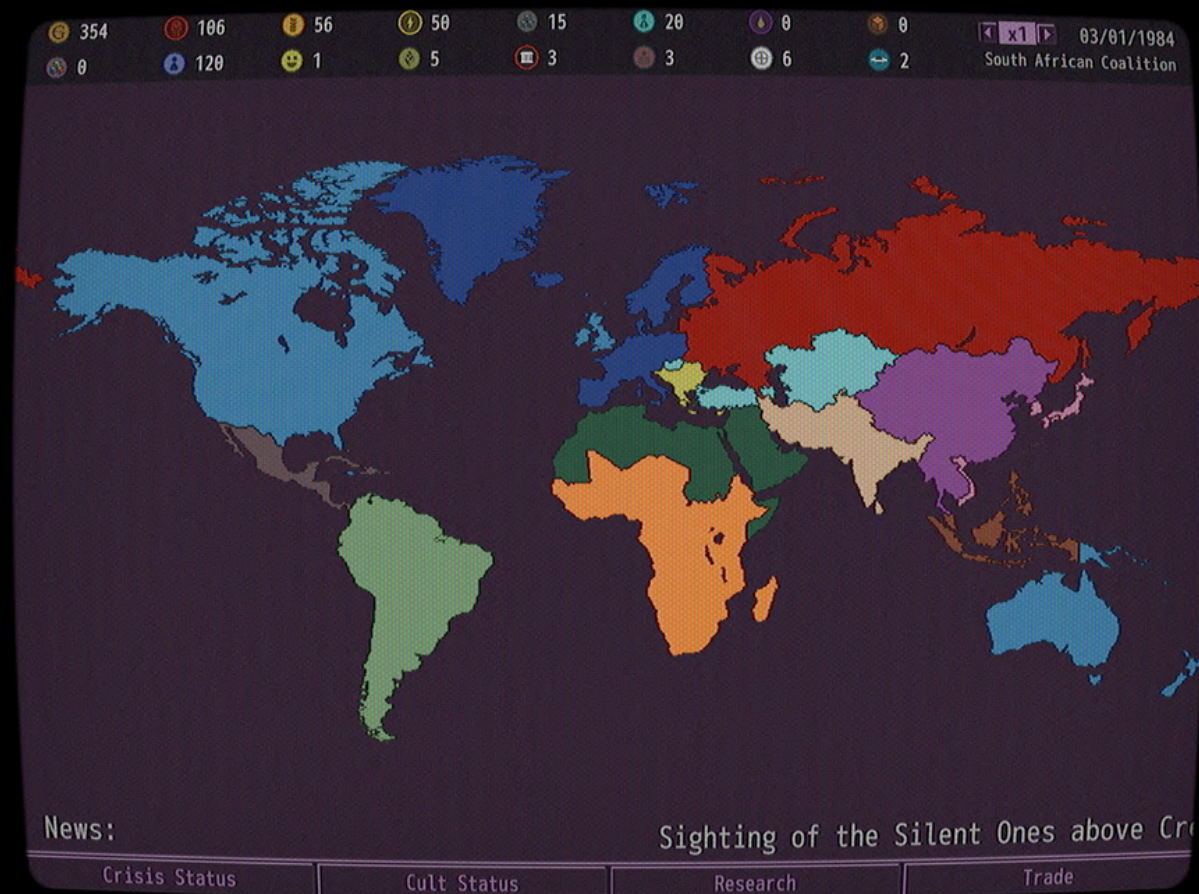 354 106 56 50 15 20 0 0 x1 03/01/1984
0 120 1 5 3 3 6 2 South African Coalition
News: Sighting of the Silent Ones above
Crisis Status Cult Status Research Trade